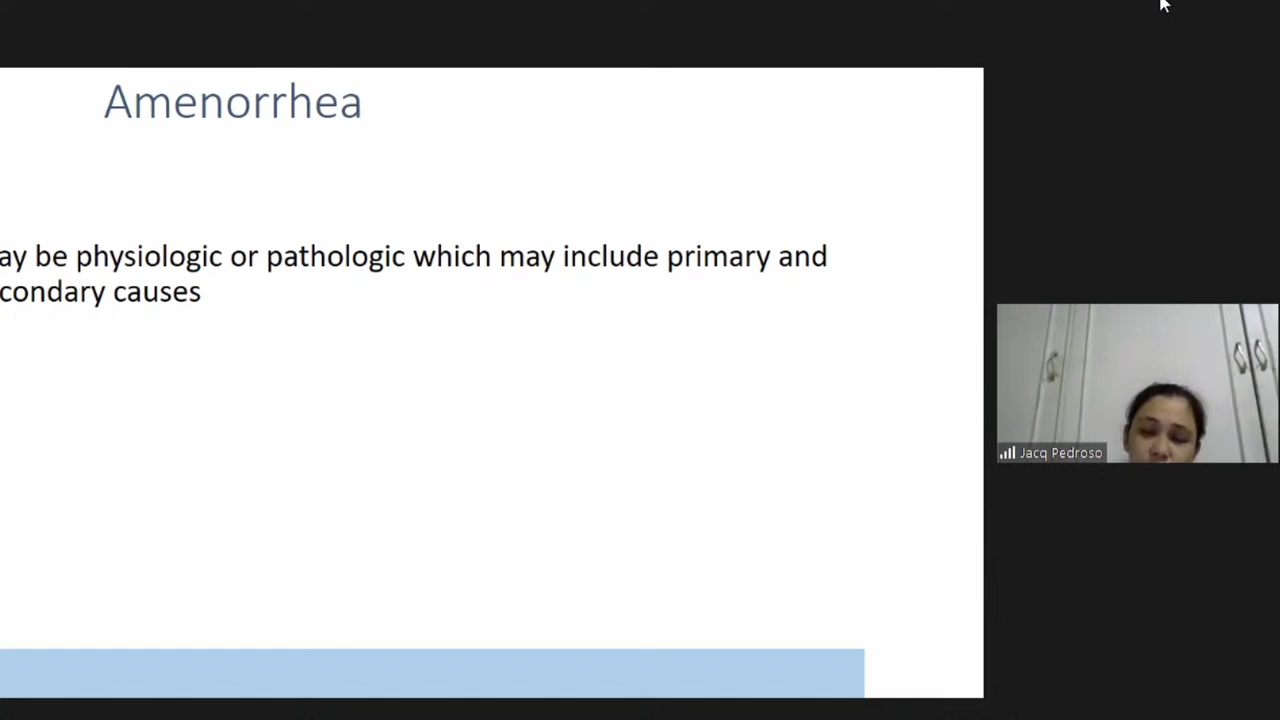 Amenorrhea
ay be physiologic or pathologic which may include primary and
condary causes
Jacq Pedroso